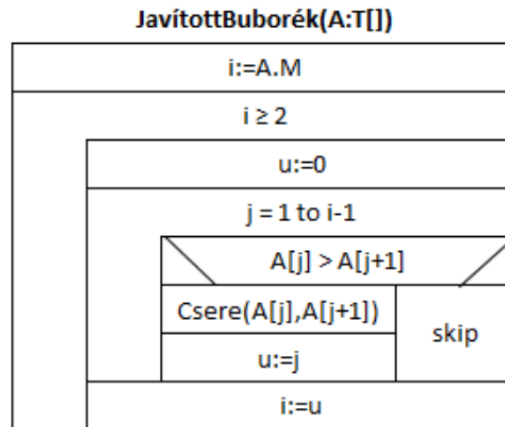 JavítottBuborék(A:T[])
i:=A.M
i ≥ 2
u:=0
j = 1 to i-1
A[j] > A[j+1]
Csere(A[j],A[j+1])
skip
u:=j
i:=u